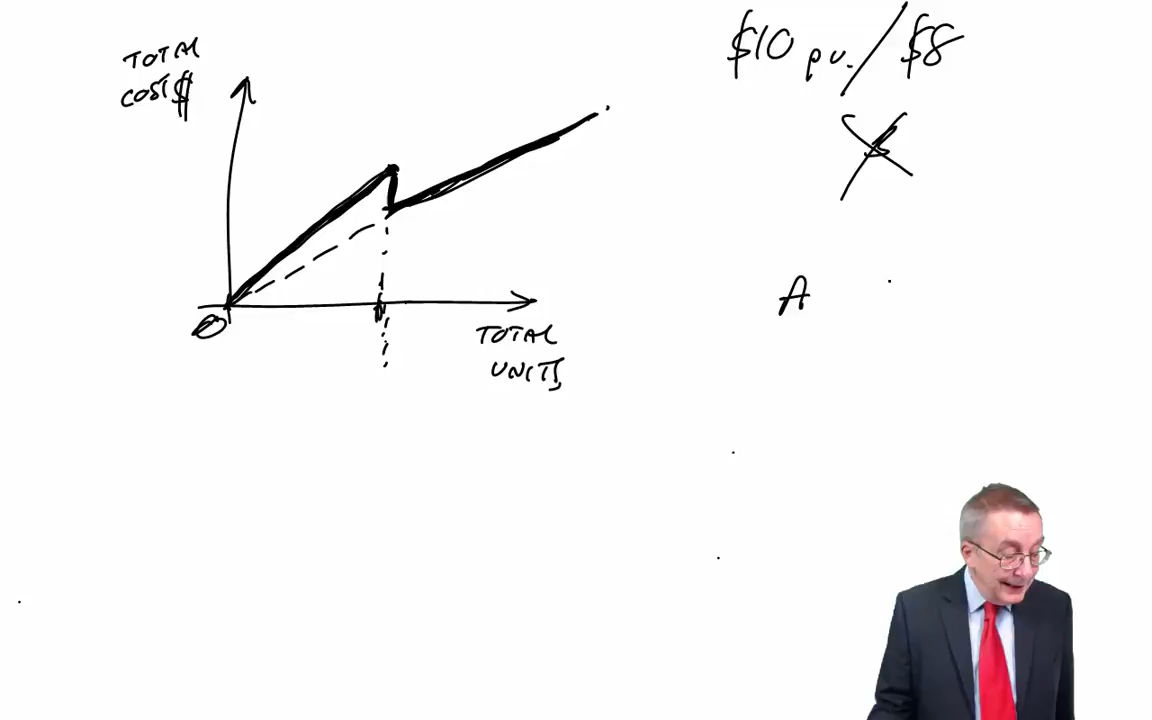 TOTAL
COST $
$10 p.u. / $8
0
TOTAL
UNITS
A